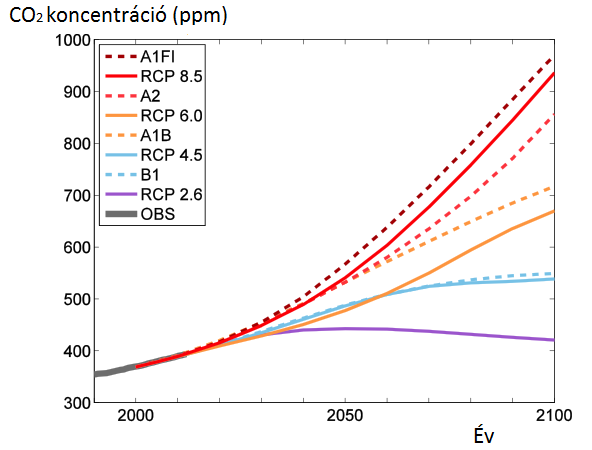 CO2 koncentráció (ppm)
1000
900
800
700
600
500
400
300
A1FI
RCP 8.5
A2
RCP 6.0
A1B
RCP 4.5
B1
RCP 2.6
OBS
2000
2050
2100
Év